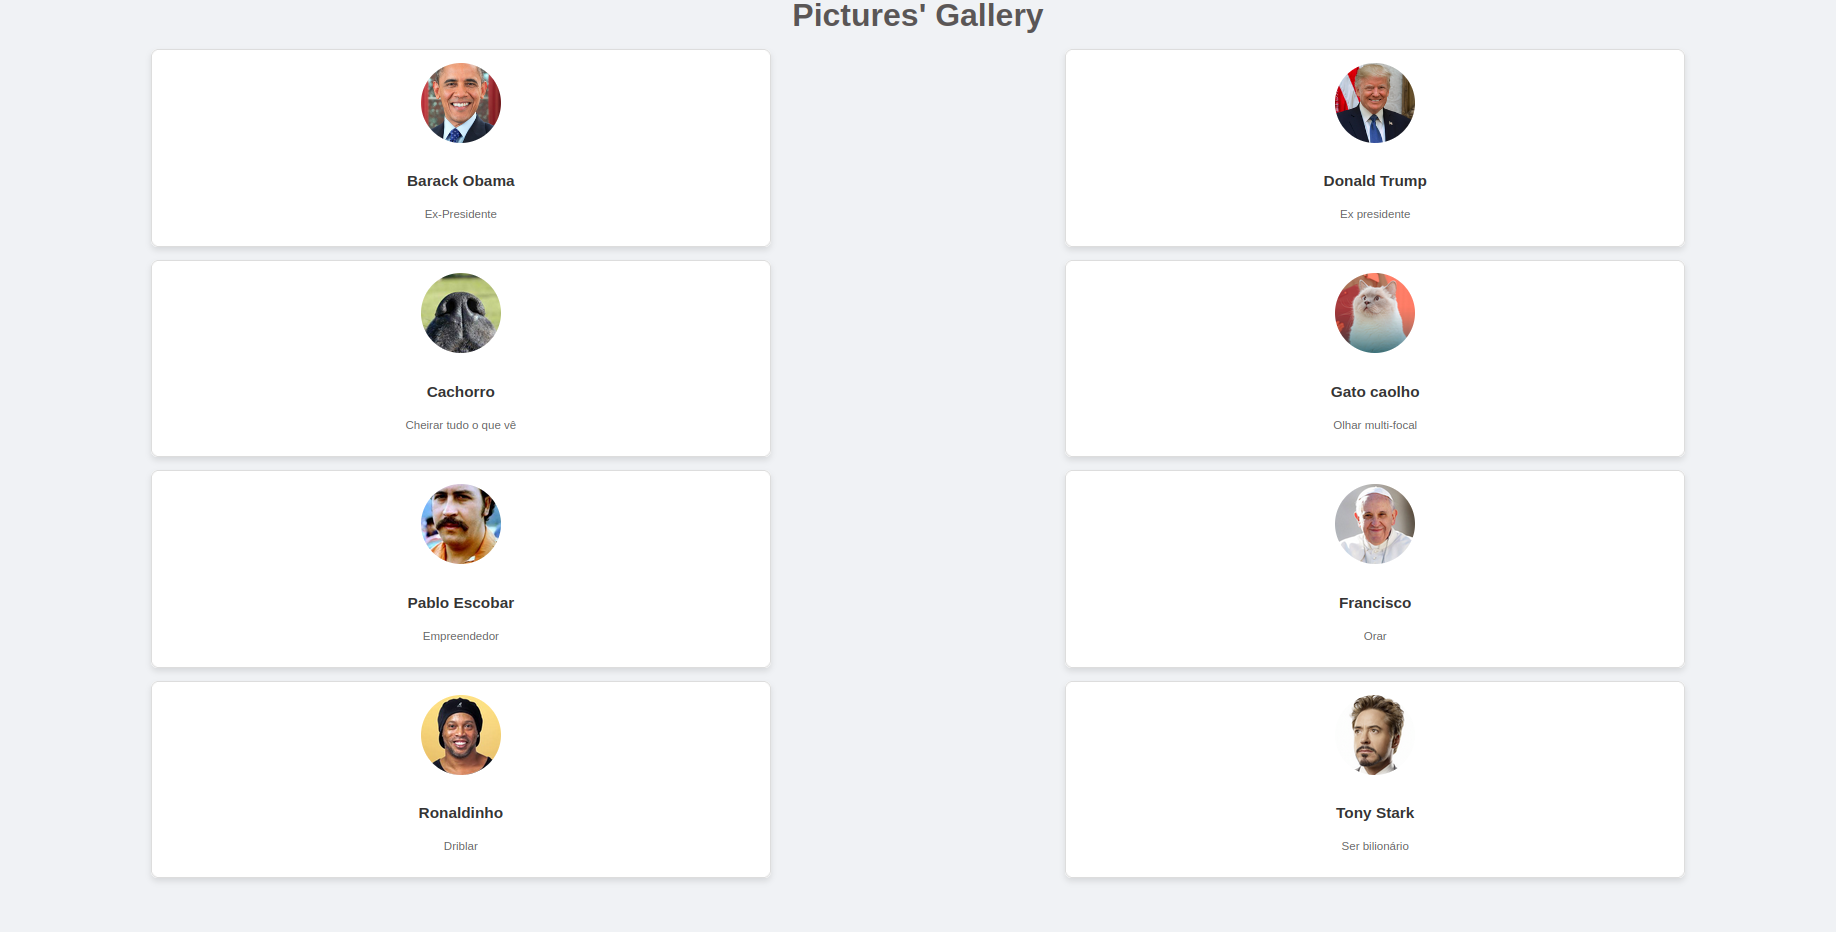 Pictures' Gallery
Barack Obama
Ex-Presidente
Donald Trump
Ex presidente
Cachorro
Cheirar tudo o que vê
Gato caolho
Olhar multi-focal
Pablo Escobar
Empreendedor
Francisco
Orar
Ronaldinho
Driblar
Tony Stark
Ser bilionário